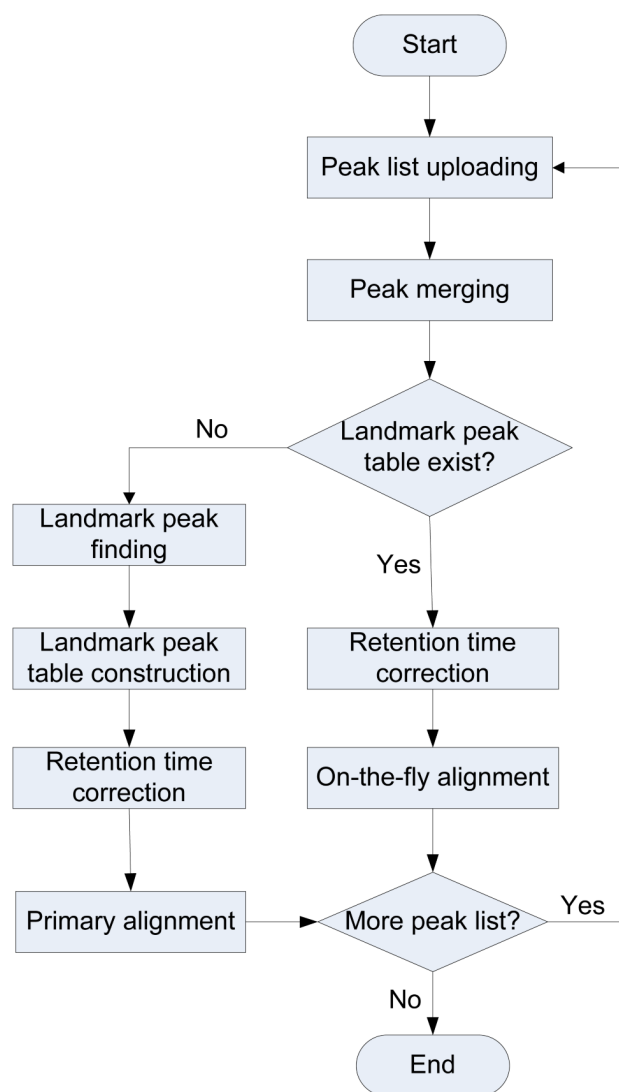 Start
Peak list uploading
Peak merging
Landmark peak
table exist?
No
Yes
Landmark peak
finding
Landmark peak
table construction
Retention time
correction
Primary alignment
Retention time
correction
On-the-fly alignment
More peak list?
Yes
No
End